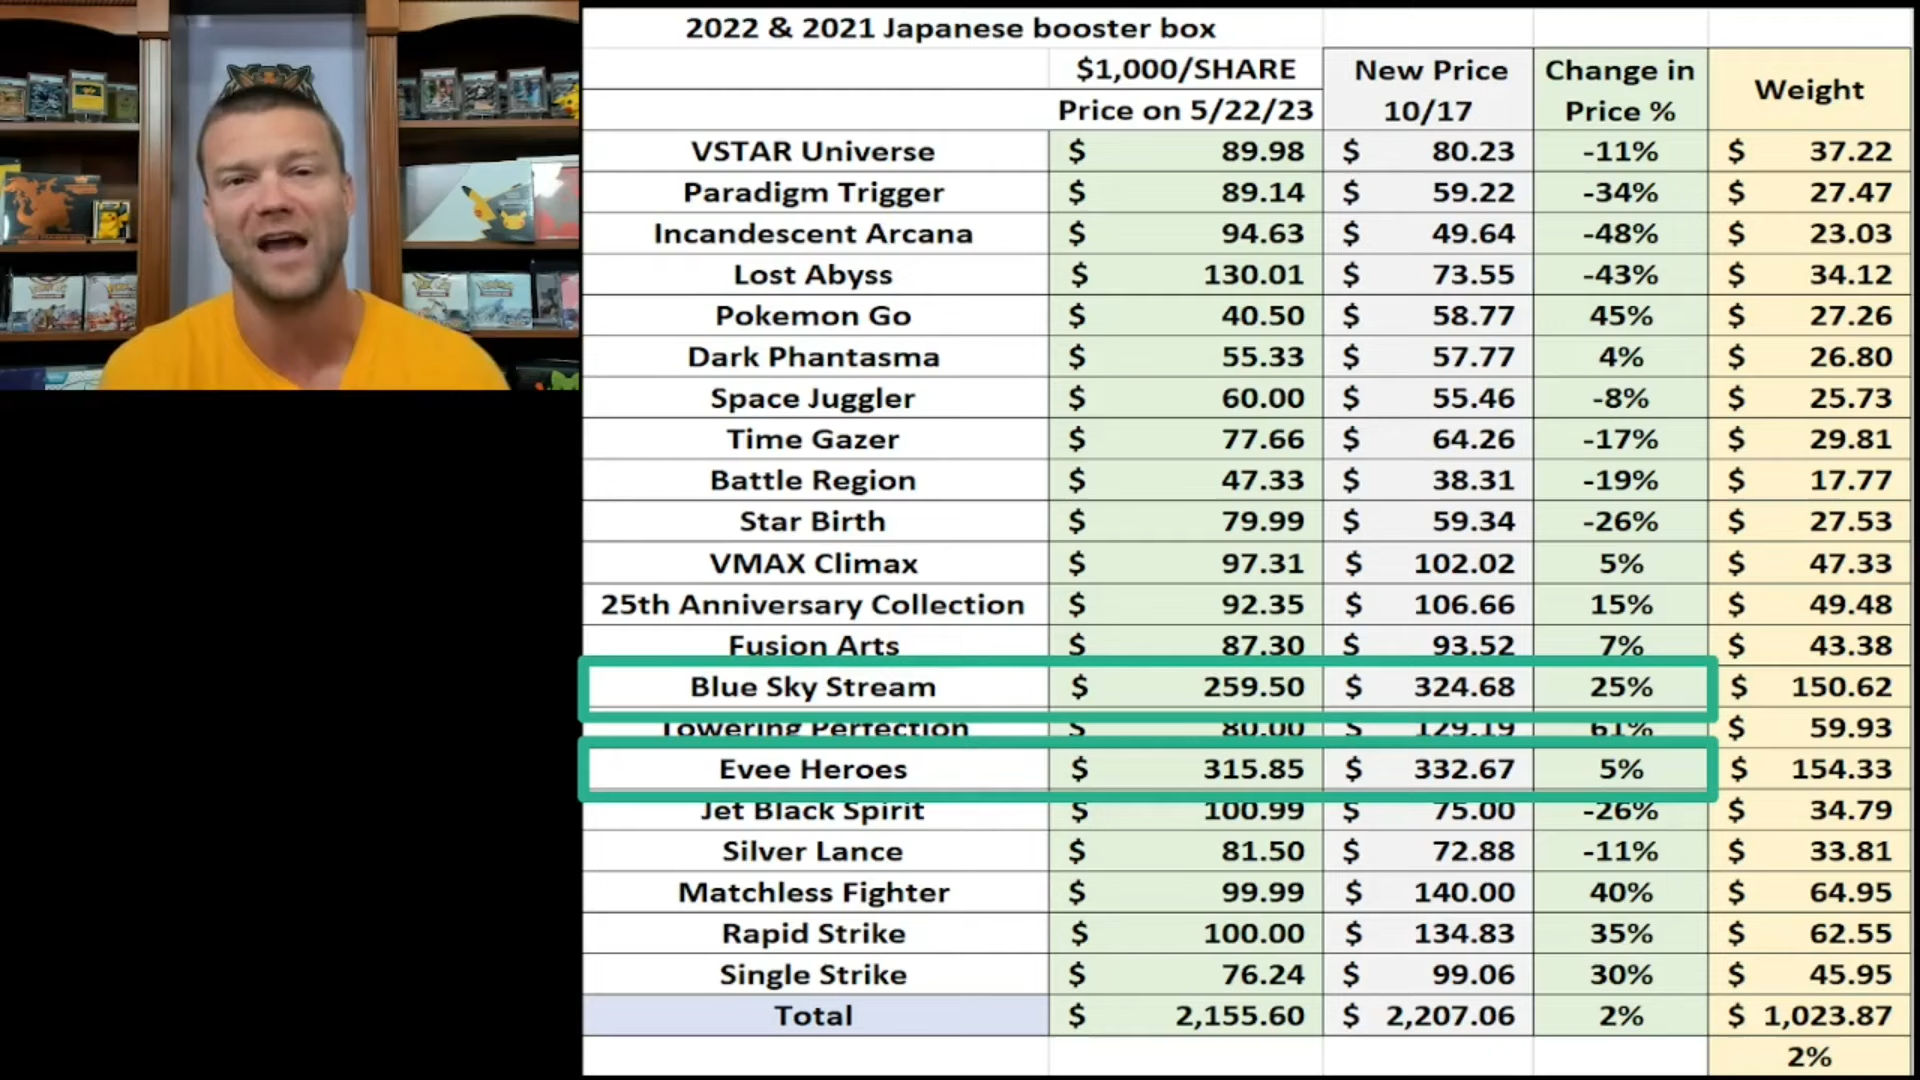 2022 & 2021 Japanese booster box
$1,000/SHARE New Price Change in Weight
Price on 5/22/23 10/17 Price %
VSTAR Universe $ 89.98 $ 80.23 -11% $ 37.22
Paradigm Trigger $ 89.14 $ 59.22 -34% $ 27.47
Incandescent Arcana $ 94.63 $ 49.64 -48% $ 23.03
Lost Abyss $ 130.01 $ 73.55 -43% $ 34.12
Pokemon Go $ 40.50 $ 58.77 45% $ 27.26
Dark Phantasma $ 55.33 $ 57.77 4% $ 26.80
Space Juggler $ 60.00 $ 55.46 -8% $ 25.73
Time Gazer $ 77.66 $ 64.26 -17% $ 29.81
Battle Region $ 47.33 $ 38.31 -19% $ 17.77
Star Birth $ 79.99 $ 59.34 -26% $ 27.53
VMAX Climax $ 97.31 $ 102.02 5% $ 47.33
25th Anniversary Collection $ 92.35 $ 106.66 15% $ 49.48
Fusion Arts $ 87.30 $ 93.52 7% $ 43.38
Blue Sky Stream $ 259.50 $ 324.68 25% $ 150.62
Towering Perfection $ 80.00 $ 129.19 61% $ 59.93
Evee Heroes $ 315.85 $ 332.67 5% $ 154.33
Jet Black Spirit $ 100.99 $ 75.00 -26% $ 34.79
Silver Lance $ 81.50 $ 72.88 -11% $ 33.81
Matchless Fighter $ 99.99 $ 140.00 40% $ 64.95
Rapid Strike $ 100.00 $ 134.83 35% $ 62.55
Single Strike $ 76.24 $ 99.06 30% $ 45.95
Total $ 2,155.60 $ 2,207.06 2% $ 1,023.87
2%